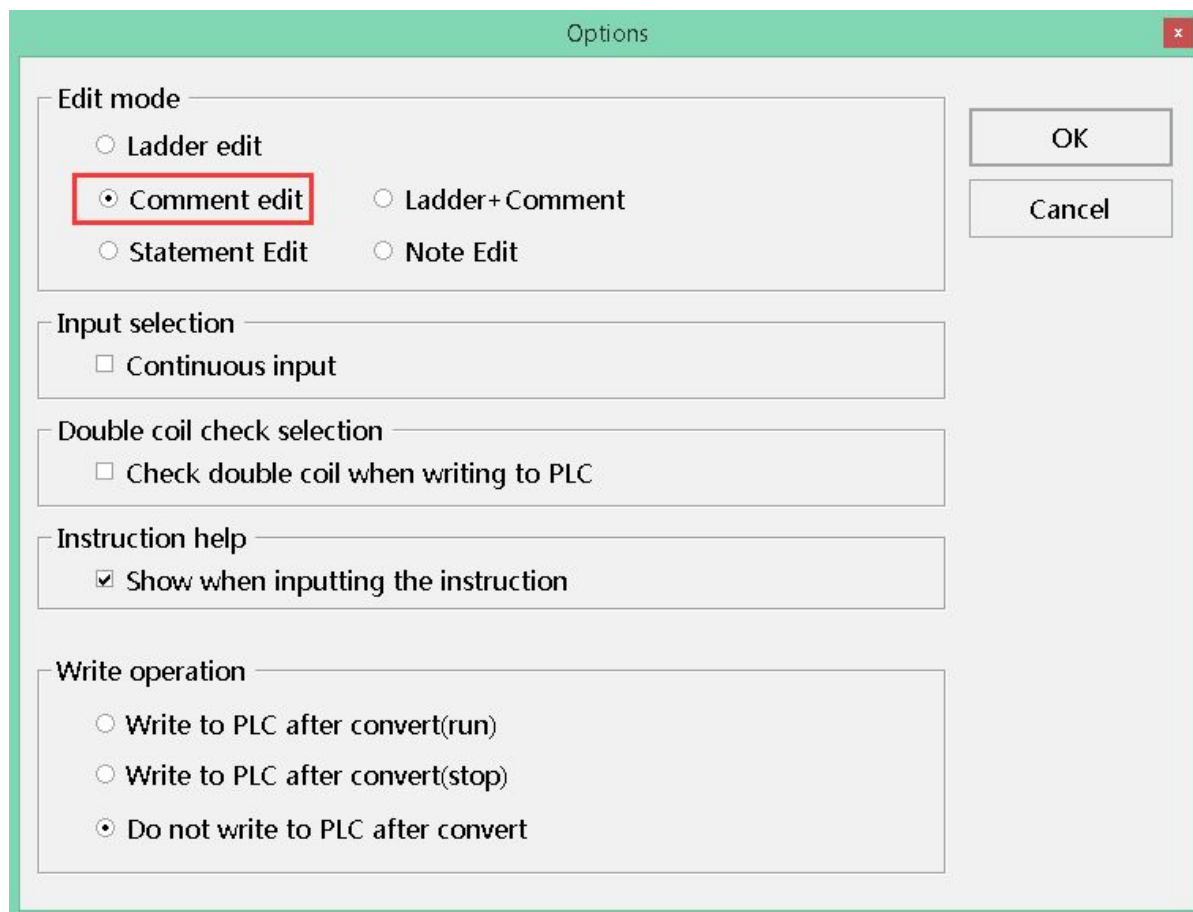 Options
x
Edit mode
Ladder edit
Comment edit
Ladder+Comment
Statement Edit
Note Edit
OK
Cancel
Input selection
Continuous input
Double coil check selection
Check double coil when writing to PLC
Instruction help
Show when inputting the instruction
Write operation
Write to PLC after convert(run)
Write to PLC after convert(stop)
Do not write to PLC after convert